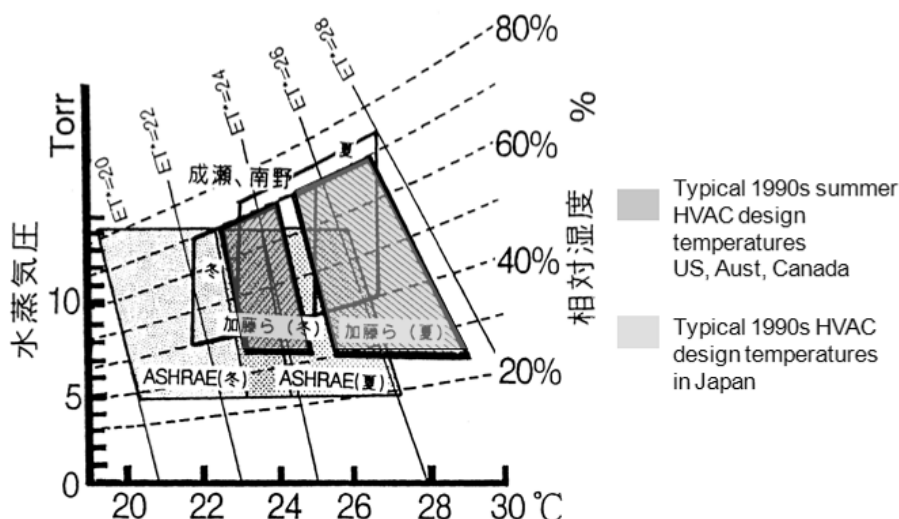 80%
ET*=28
ET*=26
ET*=24
ET*=22
ET*=20
Torr
水蒸気圧
10
5
0
夏
成瀬、南野
60%
%
相対湿度
40%
20%
冬
加藤ら（冬）
加藤ら（夏）
ASHRAE(冬)
ASHRAE(夏)
20
22
24
26
28
30 ℃
Typical 1990s summer
HVAC design
temperatures
US, Aust, Canada
Typical 1990s HVAC
design temperatures
in Japan